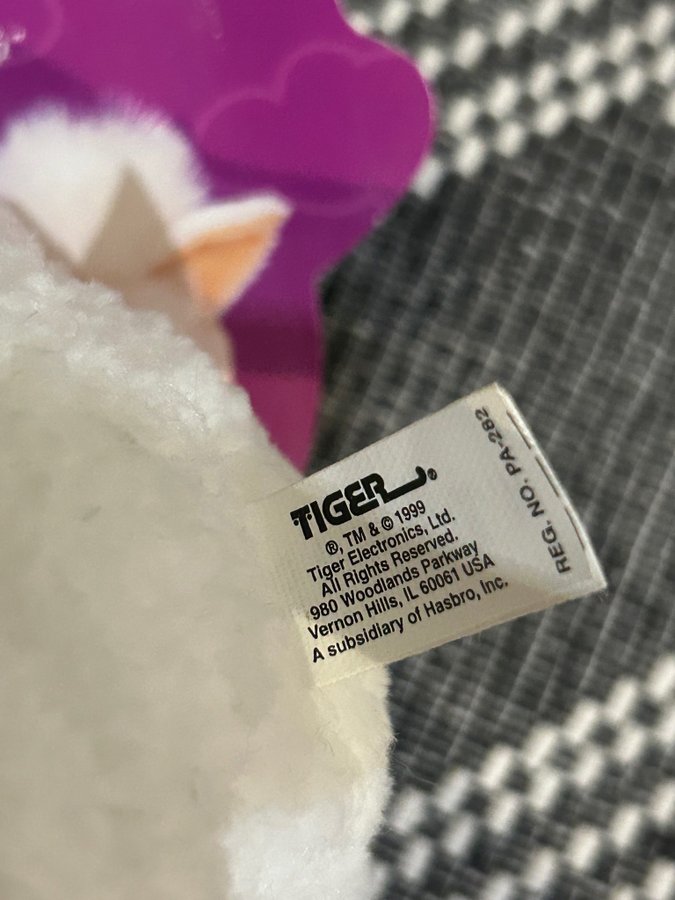 TIGER®
®, TM & © 1999
Tiger Electronics, Ltd.
All Rights Reserved.
980 Woodlands Parkway
Vernon Hills, IL 60061 USA
A subsidiary of Hasbro, Inc.
REG. NO. PA-282